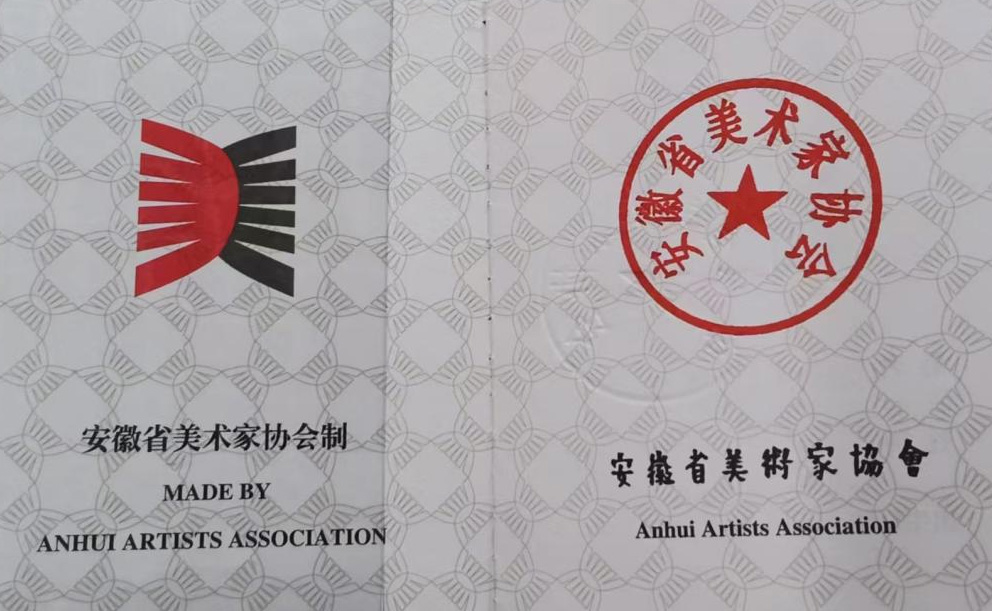 安徽省美术家协会制
MADE BY
ANHUI ARTISTS ASSOCIATION
安徽省美术家协会
安徽省美術家協會
Anhui Artists Association